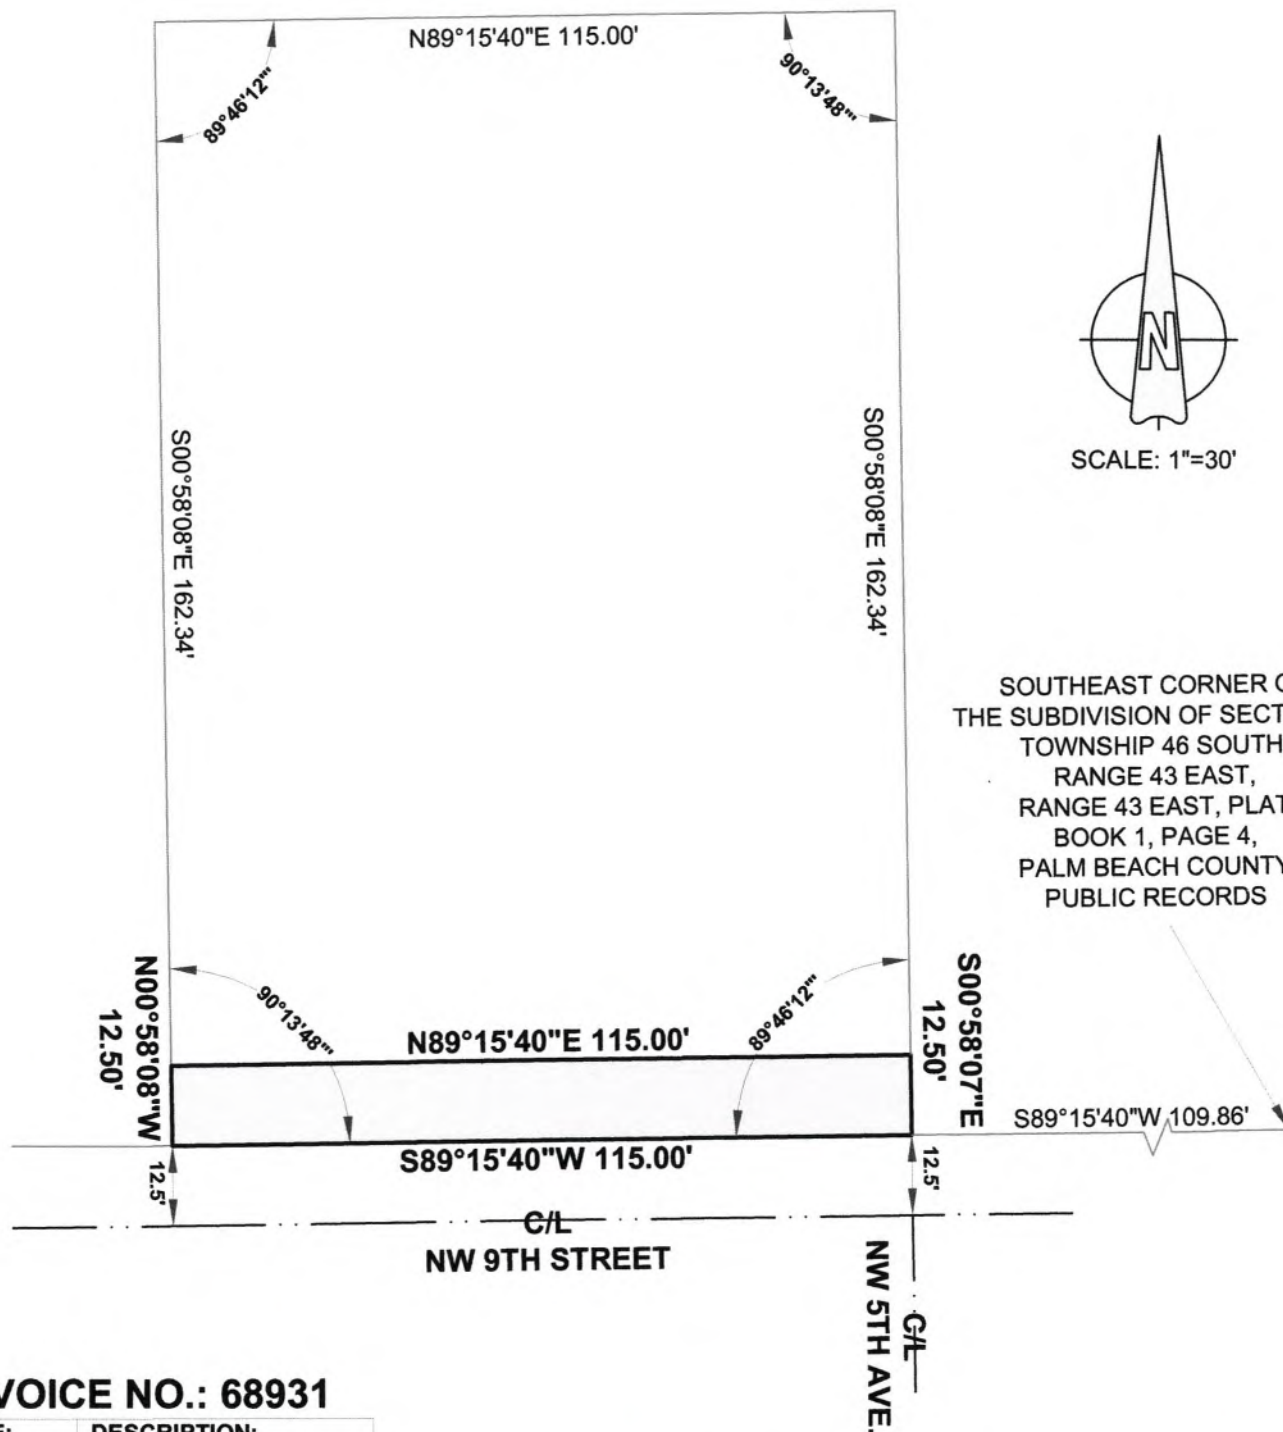 N89°15'40"E 115.00'
89°46'12'"
90°13'48'"
S00°58'08"E 162.34'
S00°58'08"E 162.34'
N
SCALE: 1"=30'
SOUTHEAST CORNER
THE SUBDIVISION OF
TOWNSHIP 46 SOUTH
RANGE 43 EAST,
RANGE 43 EAST, PLAT
BOOK 1, PAGE 4,
PALM BEACH COUNTY
PUBLIC RECORDS
N00°58'08"W
12.50'
90°13'48'"
N89°15'40"E 115.00'
89°46'12'"
S00°58'07"E
12.50'
S89°15'40"W 109.86'
S89°15'40"W 115.00'
12.5'
12.5'
C/L
NW 9TH STREET
C/L
NW 5TH AVE.
VOICE NO.: 68931
DESCRIPTION: